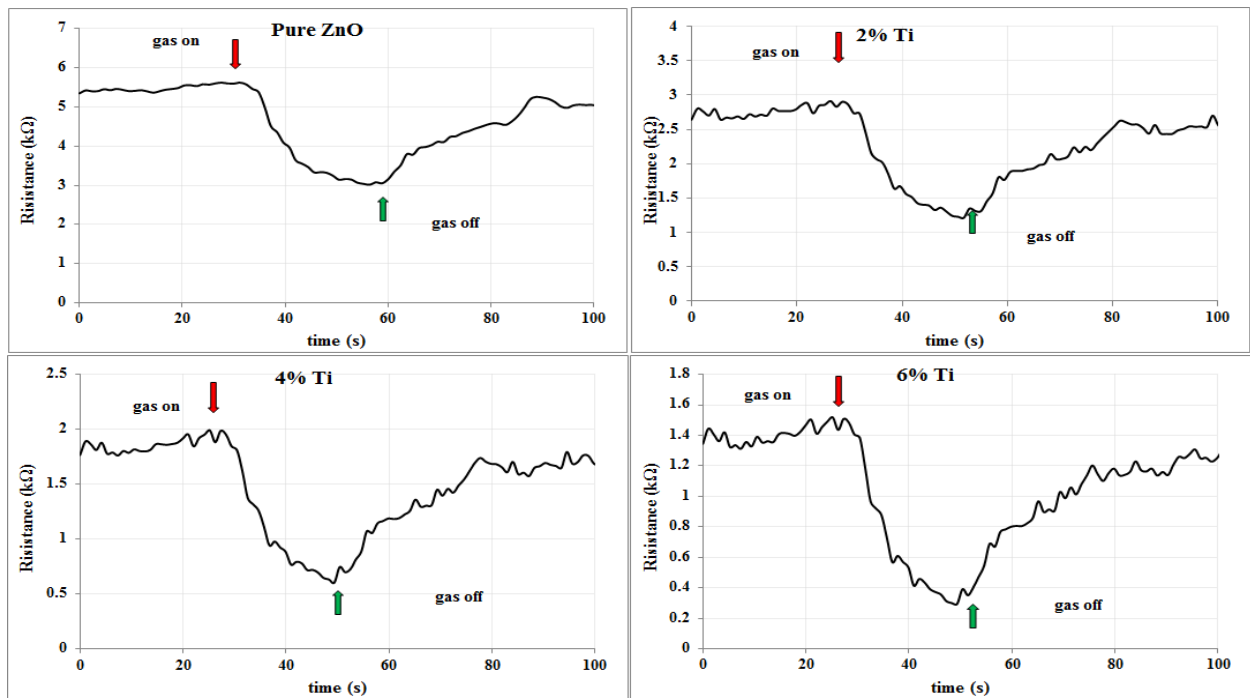 Pure ZnO
gas on
7
6
5
4
3
2
1
0
Risistance (kΩ)
gas off
0 20 40 60 80 100
time (s)
2% Ti
gas on
4
3.5
3
2.5
2
1.5
1
0.5
0
Risistance (kΩ)
gas off
0 20 40 60 80 100
time (s)
4% Ti
gas on
2.5
2
1.5
1
0.5
0
Risistance (kΩ)
gas off
0 20 40 60 80 100
time (s)
6% Ti
gas on
1.8
1.6
1.4
1.2
1
0.8
0.6
0.4
0.2
0
Risistance (kΩ)
gas off
0 20 40 60 80 100
time (s)